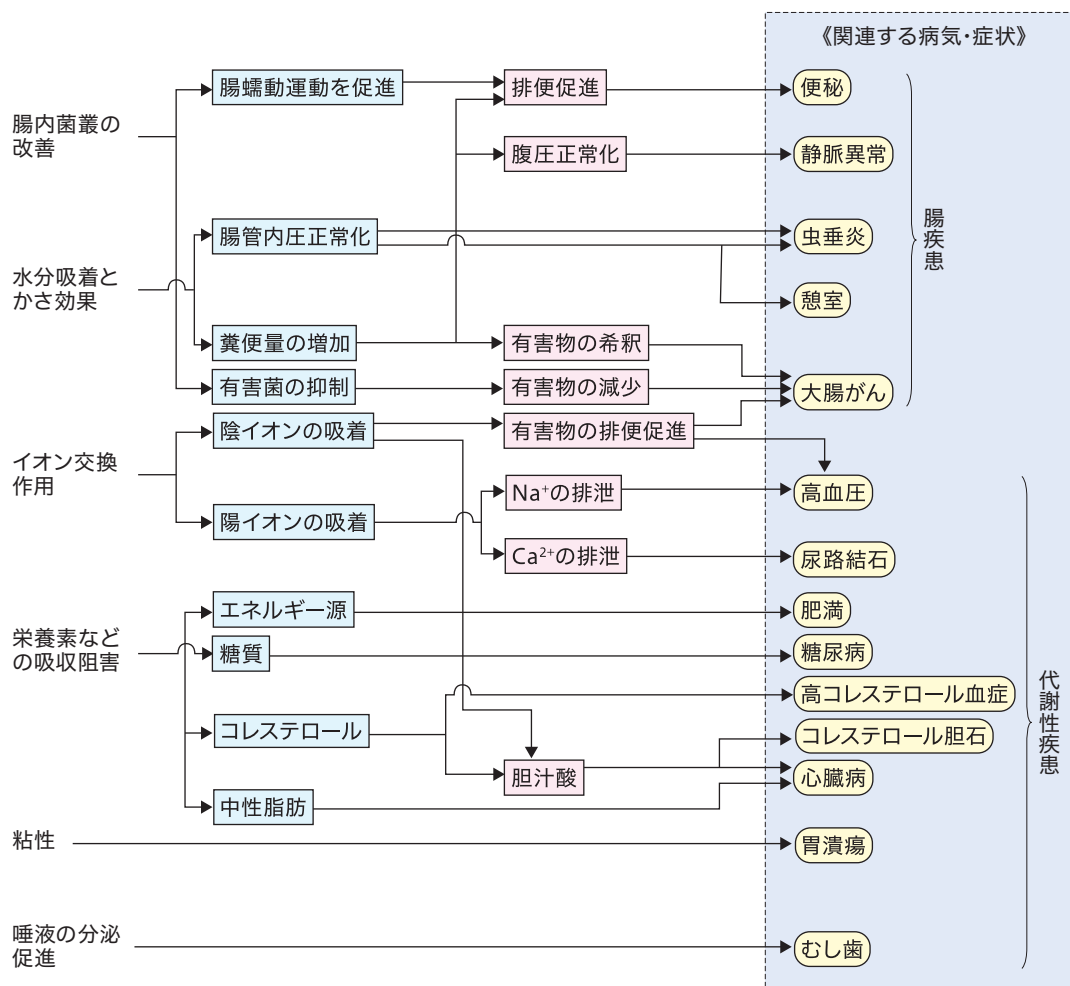 《関連する病気・症状》
腸内菌叢の
改善
水分吸着と
かさ効果
イオン交換
作用
栄養素など
の吸収阻害
粘性
唾液の分泌
促進
腸蠕動運動を促進
腸管内圧正常化
糞便量の増加
有害菌の抑制
陰イオンの吸着
陽イオンの吸着
エネルギー源
糖質
コレステロール
中性脂肪
排便促進
腹圧正常化
有害物の希釈
有害物の減少
有害物の排便促進
Na⁺の排泄
Ca²⁺の排泄
胆汁酸
便秘
静脈異常
虫垂炎
憩室
大腸がん
高血圧
尿路結石
肥満
糖尿病
高コレステロール血症
コレステロール胆石
心臓病
胃潰瘍
むし歯
腸疾患
代謝性疾患